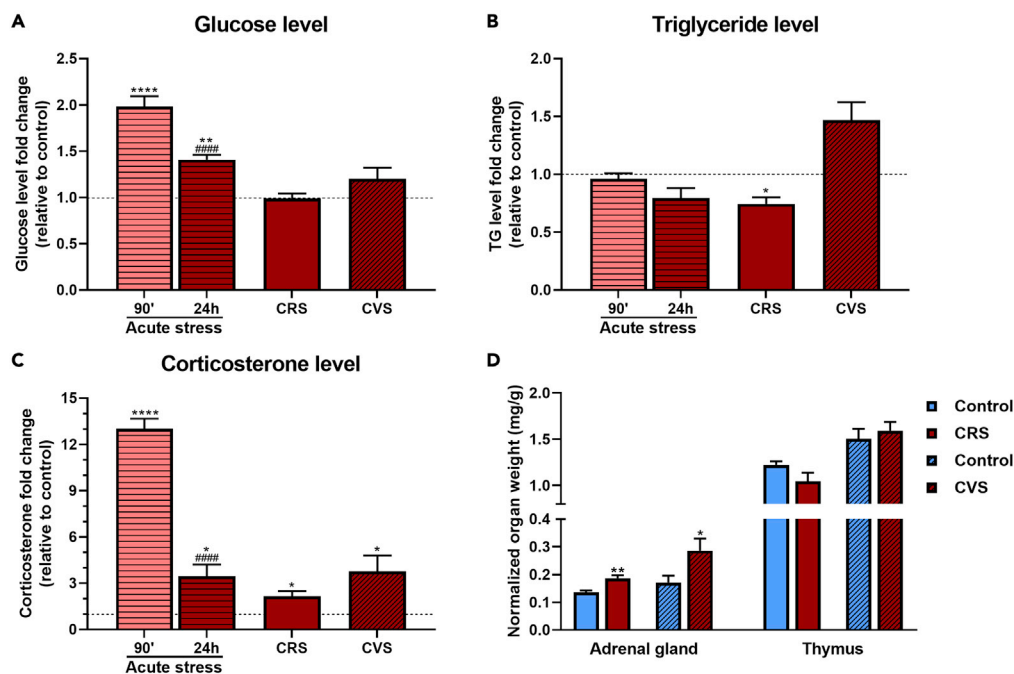 A
Glucose level
Glucose level fold change
(relative to control)
2.5
2.0
1.5
1.0
0.5
0.0
****
**
####
90'
24h
CRS
CVS
Acute stress
B
Triglyceride level
TG level fold change
(relative to control)
2.0
1.5
1.0
0.5
0.0
*
90'
24h
CRS
CVS
Acute stress
C
Corticosterone level
Corticosterone fold change
(relative to control)
15
12
9
6
3
0
****
*
####
*
*
90'
24h
CRS
CVS
Acute stress
D
Normalized organ weight (mg/g)
2.0
1.5
1.0
0.4
0.3
0.2
0.1
0.0
**
*
Adrenal gland
Thymus
Control
CRS
Control
CVS